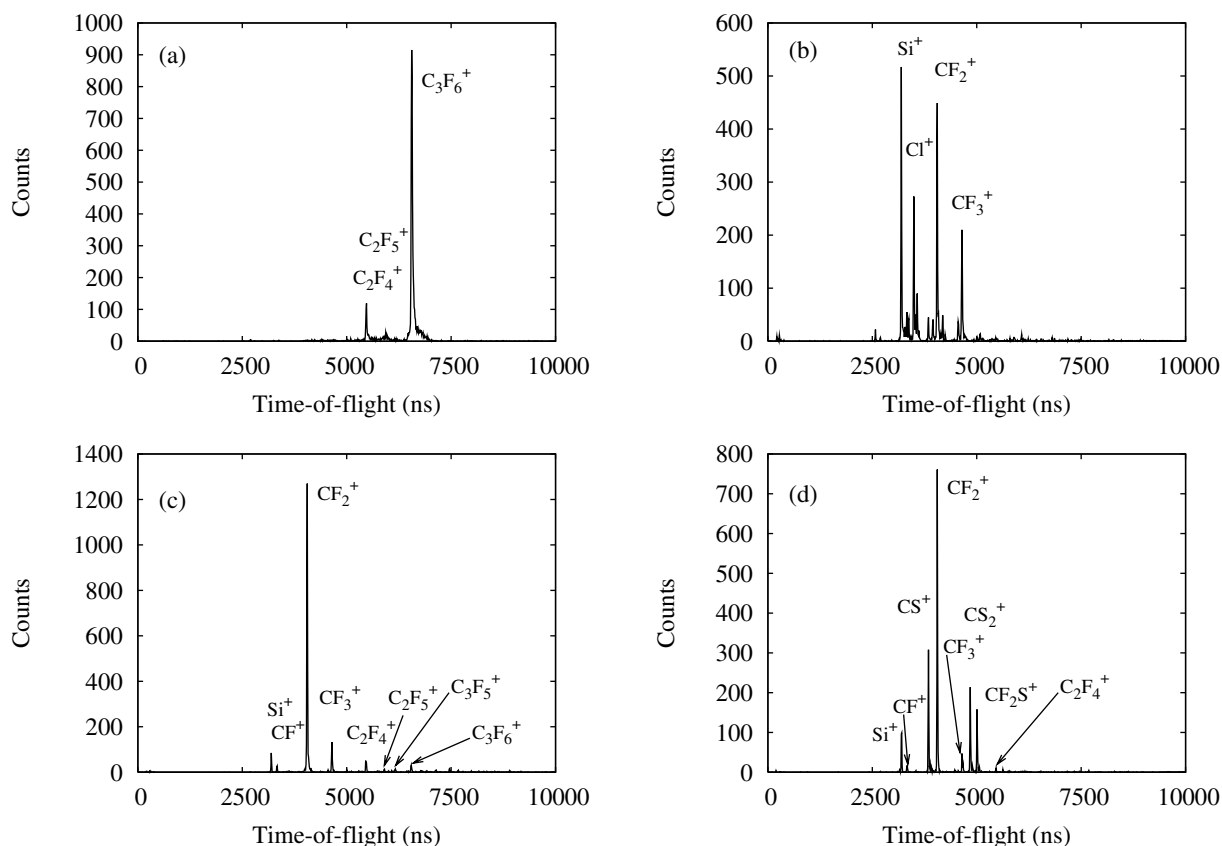 (a)
Counts
1000
900
800
700
600
500
400
300
200
100
0
C₃F₆⁺
C₂F₅⁺
C₂F₄⁺
0 2500 5000 7500 10000
Time-of-flight (ns)
(b)
Counts
600
500
400
300
200
100
0
Si⁺
CF₂⁺
Cl⁺
CF₃⁺
0 2500 5000 7500 10000
Time-of-flight (ns)
(c)
Counts
1400
1200
1000
800
600
400
200
0
CF₂⁺
CF₃⁺
C₂F₅⁺
C₃F₅⁺
Si⁺
CF⁺
C₂F₄⁺
C₃F₆⁺
0 2500 5000 7500 10000
Time-of-flight (ns)
(d)
Counts
800
700
600
500
400
300
200
100
0
CF₂⁺
CS⁺
CS₂⁺
CF₃⁺
CF₂S⁺
C₂F₄⁺
CF⁺
Si⁺
0 2500 5000 7500 10000
Time-of-flight (ns)